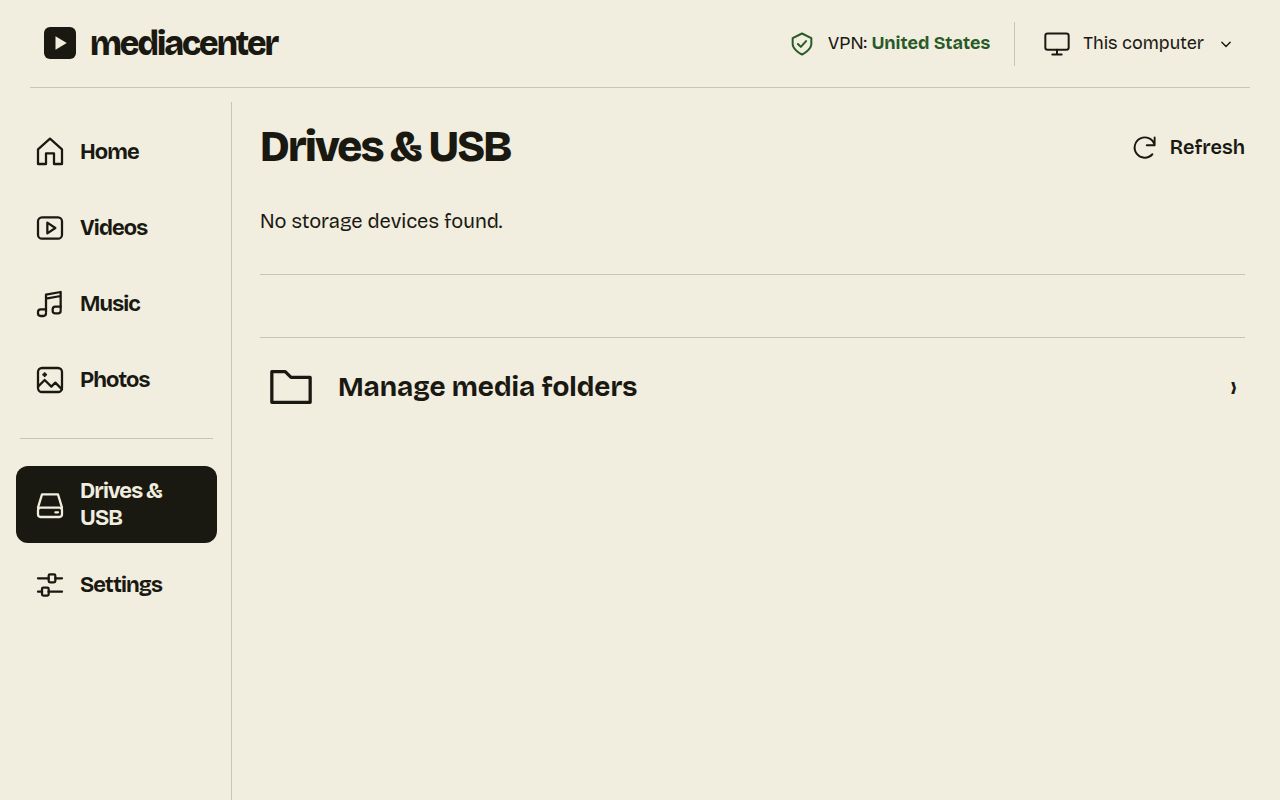 mediacenter
VPN: United States
This computer
Home
Videos
Music
Photos
Drives &
USB
Settings
Drives & USB
Refresh
No storage devices found.
Manage media folders